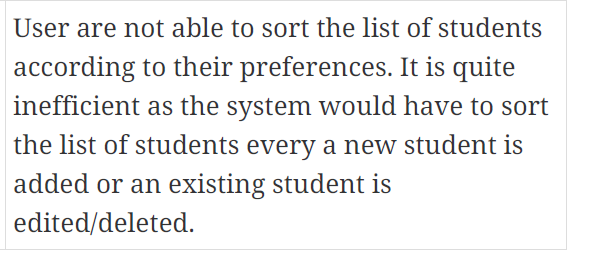 User are not able to sort the list of students
according to their preferences. It is quite
inefficient as the system would have to sort
the list of students every a new student is
added or an existing student is
edited/deleted.